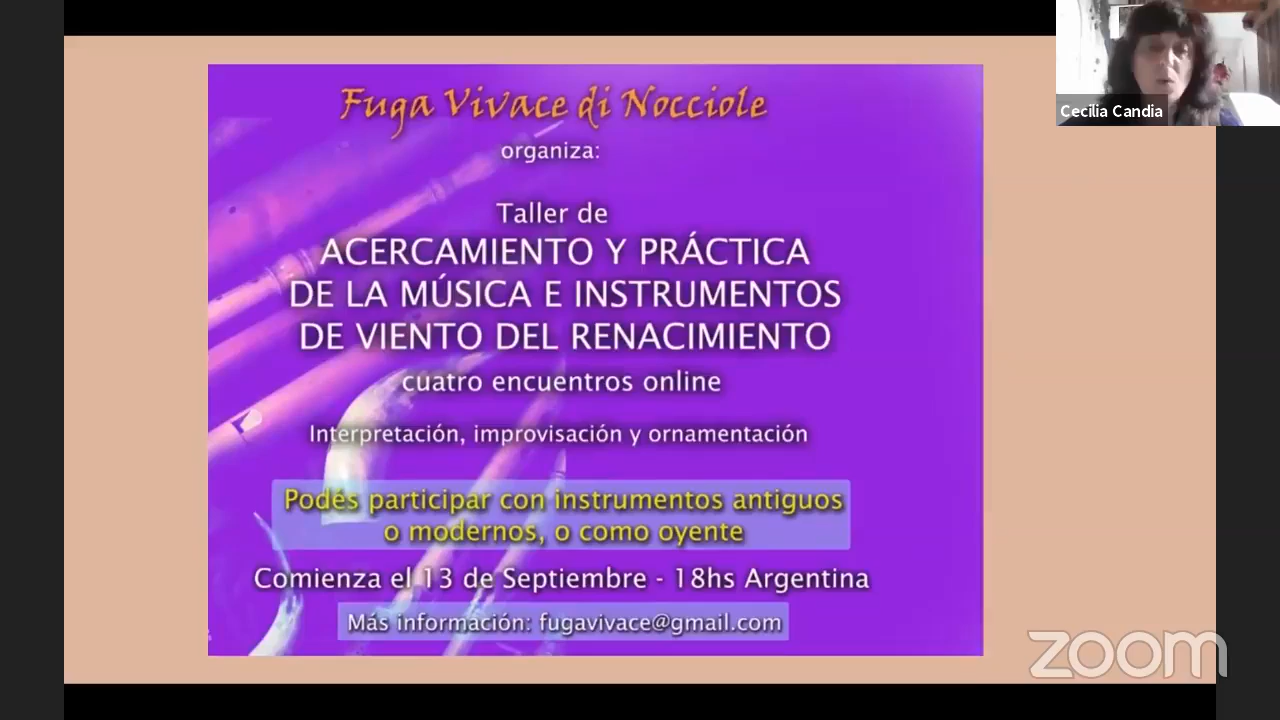 Fuga Vivace di Nocciole
organiza:
Taller de
ACERCAMIENTO Y PRÁCTICA
DE LA MÚSICA E INSTRUMENTOS
DE VIENTO DEL RENACIMIENTO
cuatro encuentros online
Interpretación, improvisación y ornamentación
Podés participar con instrumentos antiguos
o modernos, o como oyente
Comienza el 13 de Septiembre - 18hs Argentina
Más información: fugavivace@gmail.com
Cecilia Candia
zoom